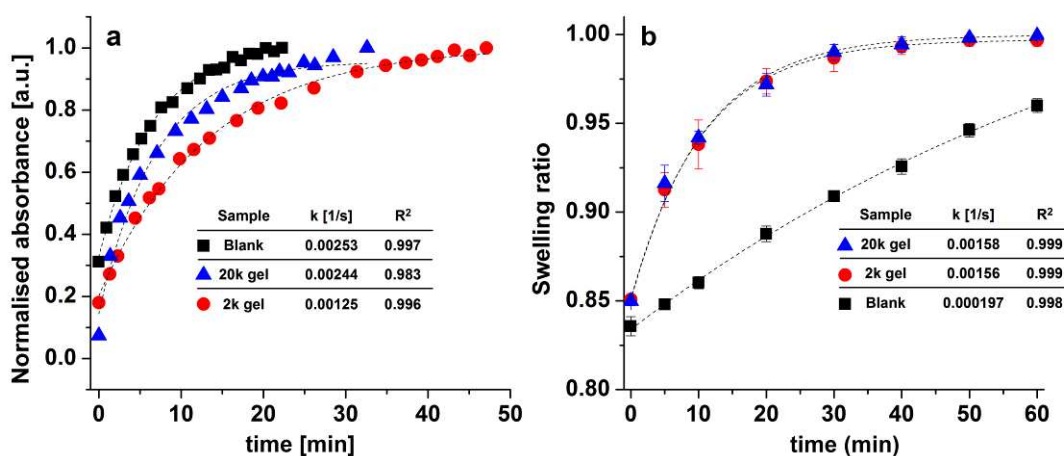 a
Normalised absorbance [a.u.]
1.0
0.8
0.6
0.4
0.2
0.0
Sample k [1/s] R²
Blank 0.00253 0.997
20k gel 0.00244 0.983
2k gel 0.00125 0.996
0 10 20 30 40 50
time [min]
b
Swelling ratio
1.00
0.95
0.90
0.85
0.80
Sample k [1/s] R²
20k gel 0.00158 0.999
2k gel 0.00156 0.999
Blank 0.000197 0.998
0 10 20 30 40 50 60
time (min)